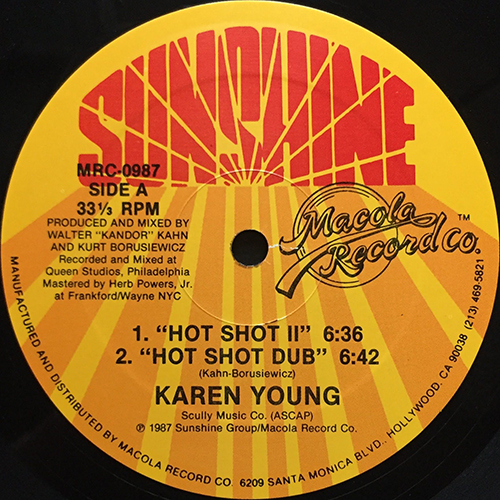 SUNSHINE
MRC-0987
SIDE A
33⅓ RPM
PRODUCED AND MIXED BY
WALTER "KANDOR" KAHN
AND KURT BORUSIEWICZ
Recorded and Mixed at
Queen Studios, Philadelphia
Mastered by Herb Powers, Jr.
at Frankford/Wayne NYC
Macola
Record Co.™
1. "HOT SHOT II" 6:36
2. "HOT SHOT DUB" 6:42
(Kahn-Borusiewicz)
KAREN YOUNG
Scully Music Co. (ASCAP)
℗ 1987 Sunshine Group/Macola Record Co.
MANUFACTURED AND DISTRIBUTED BY MACOLA RECORD CO. 6209 SANTA MONICA BLVD., HOLLYWOOD, CA 90038 (213) 469-5821